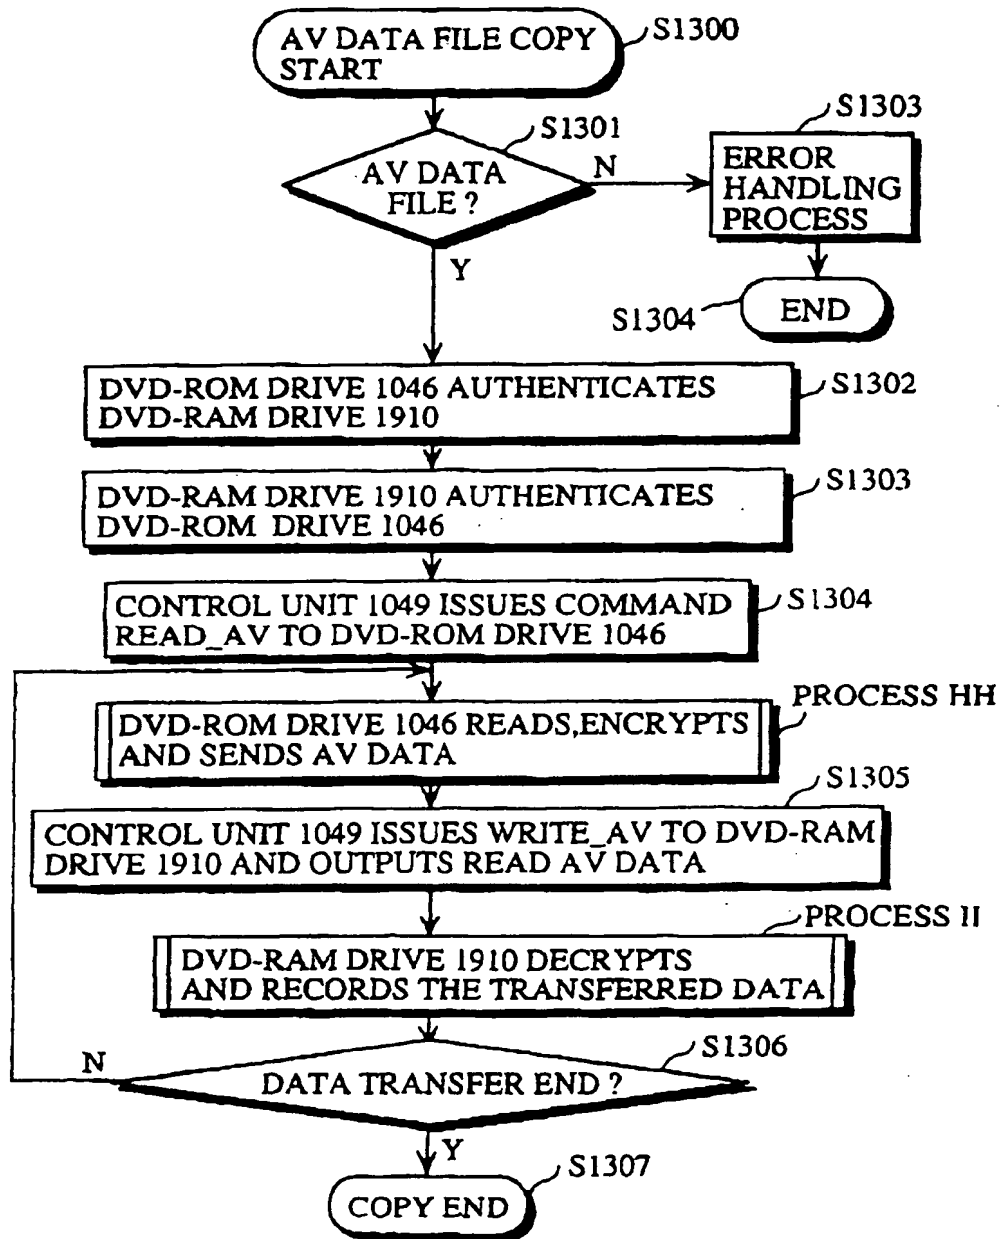 AV DATA FILE COPY
START
S1300
S1301
AV DATA
FILE ?
N
Y
S1303
ERROR
HANDLING
PROCESS
S1304
END
S1302
DVD-ROM DRIVE 1046 AUTHENTICATES
DVD-RAM DRIVE 1910
S1303
DVD-RAM DRIVE 1910 AUTHENTICATES
DVD-ROM DRIVE 1046
S1304
CONTROL UNIT 1049 ISSUES COMMAND
READ_AV TO DVD-ROM DRIVE 1046
PROCESS HH
DVD-ROM DRIVE 1046 READS,ENCRYPTS
AND SENDS AV DATA
S1305
CONTROL UNIT 1049 ISSUES WRITE_AV TO DVD-RAM
DRIVE 1910 AND OUTPUTS READ AV DATA
PROCESS II
DVD-RAM DRIVE 1910 DECRYPTS
AND RECORDS THE TRANSFERRED DATA
S1306
N
DATA TRANSFER END ?
Y
S1307
COPY END